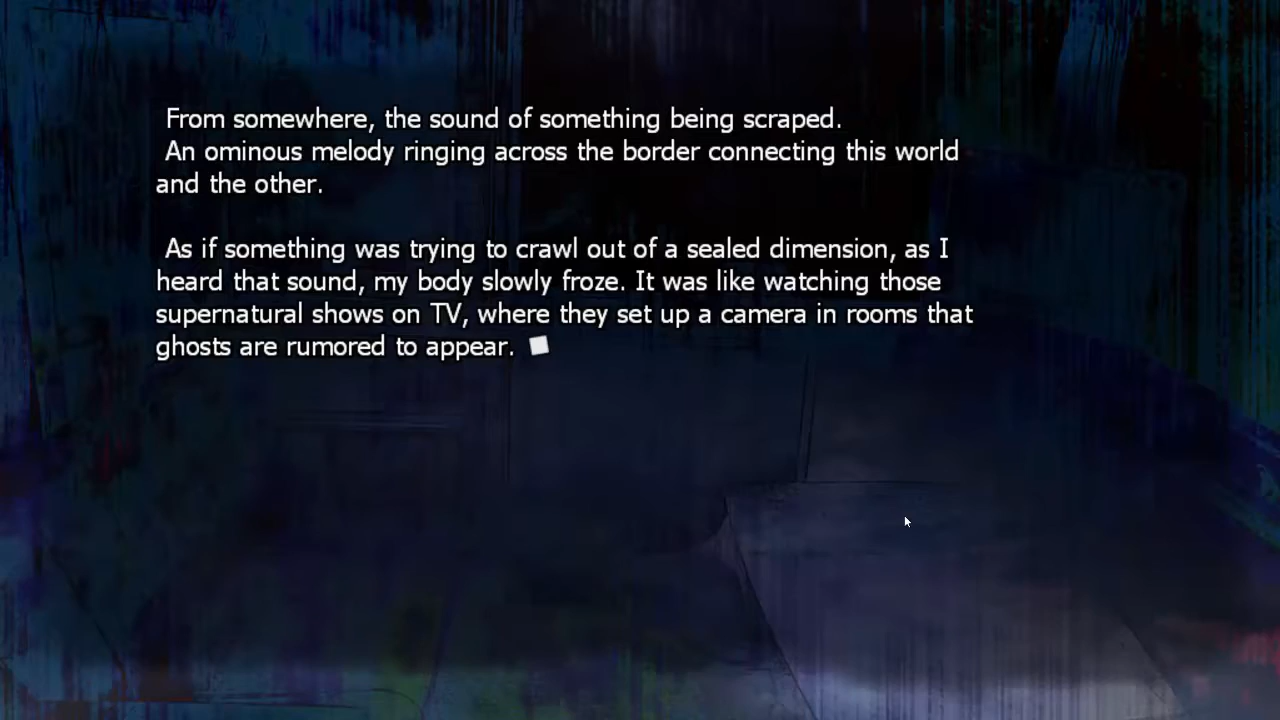 From somewhere, the sound of something being scraped.
An ominous melody ringing across the border connecting this world
and the other.
As if something was trying to crawl out of a sealed dimension, as I
heard that sound, my body slowly froze. It was like watching those
supernatural shows on TV, where they set up a camera in rooms that
ghosts are rumored to appear.